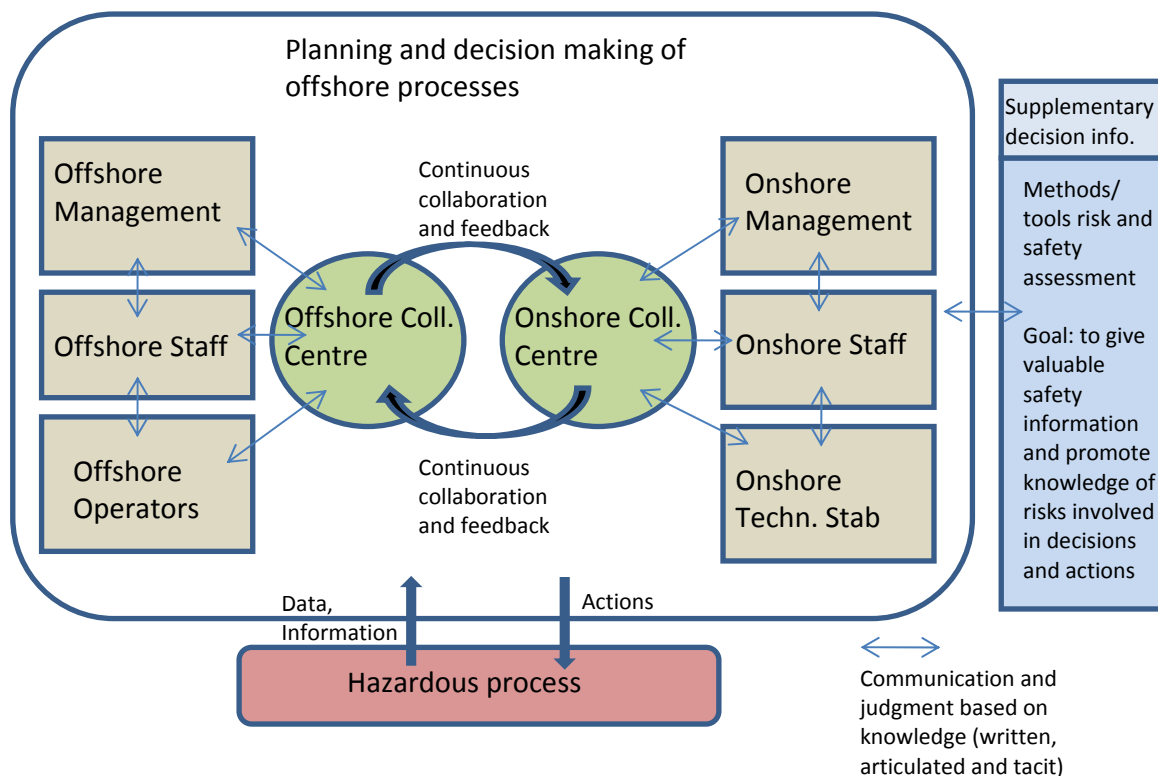 Planning and decision making of
offshore processes
Offshore
Management
Offshore Staff
Offshore
Operators
Continuous
collaboration
and feedback
Offshore Coll.
Centre
Onshore Coll.
Centre
Continuous
collaboration
and feedback
Onshore
Management
Onshore Staff
Onshore
Techn. Stab
Data,
Information
Actions
Hazardous process
Supplementary
decision info.
Methods/
tools risk and
safety
assessment
Goal: to give
valuable
safety
information
and promote
knowledge of
risks involved
in decisions
and actions
Communication and
judgment based on
knowledge (written,
articulated and tacit)